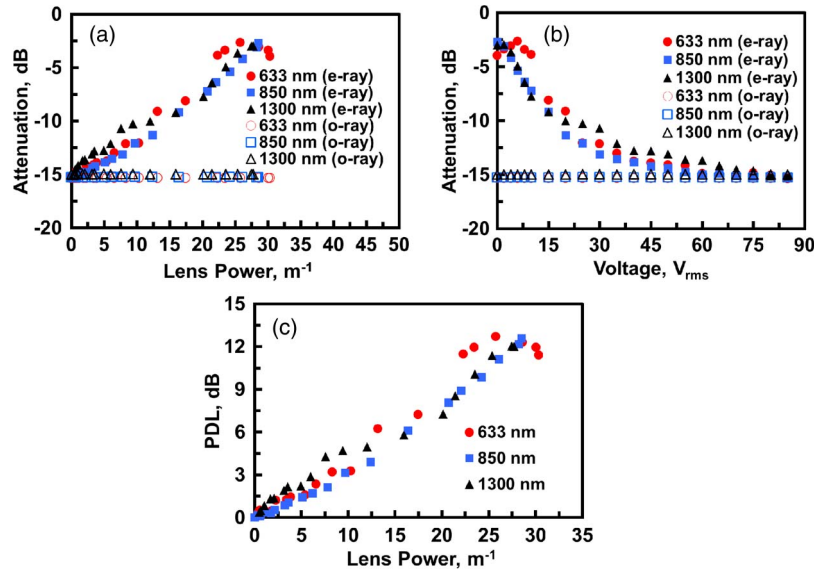 (a)
0
-5
-10
-15
-20
Attenuation, dB
633 nm (e-ray)
850 nm (e-ray)
1300 nm (e-ray)
633 nm (o-ray)
850 nm (o-ray)
1300 nm (o-ray)
0 5 10 15 20 25 30 35 40 45 50
Lens Power, m⁻¹
(b)
0
-5
-10
-15
-20
Attenuation, dB
633 nm (e-ray)
850 nm (e-ray)
1300 nm (e-ray)
633 nm (o-ray)
850 nm (o-ray)
1300 nm (o-ray)
0 15 30 45 60 75 90
Voltage, Vrms
(c)
15
12
9
6
3
0
PDL, dB
633 nm
850 nm
1300 nm
0 5 10 15 20 25 30 35
Lens Power, m⁻¹